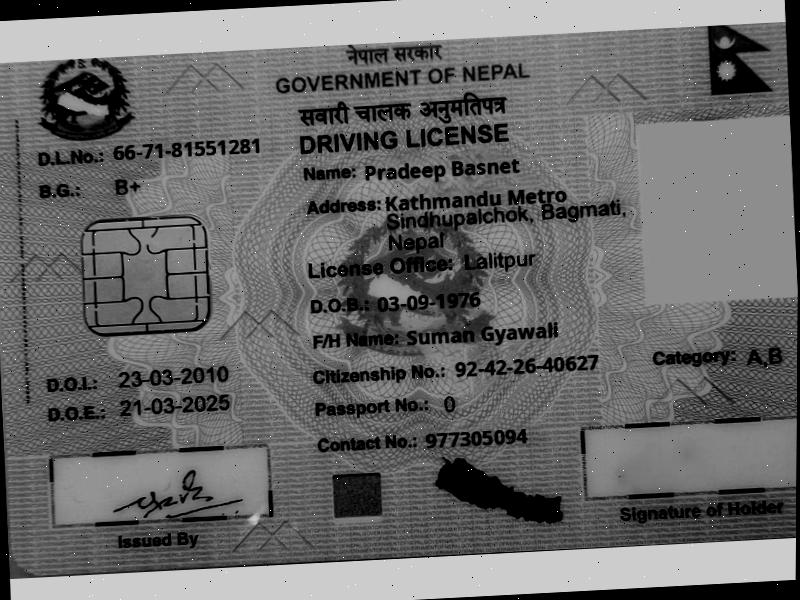 नेपाल सरकार
GOVERNMENT OF NEPAL
सवारी चालक अनुमतिपत्र
DRIVING LICENSE
D.L.No.: 66-71-81551281
B.G.: B+
Name: Pradeep Basnet
Address: Kathmandu Metro
Sindhupalchok, Bagmati,
Nepal
License Office: Lalitpur
D.O.B.: 03-09-1976
F/H Name: Suman Gyawali
Citizenship No.: 92-42-26-40627
Category: A,B
D.O.I.: 23-03-2010
D.O.E.: 21-03-2025
Passport No.: 0
Contact No.: 977305094
Issued By
Signature of Holder